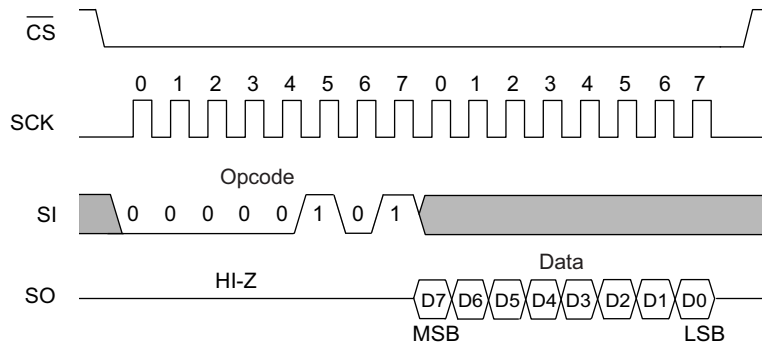 CS
0 1 2 3 4 5 6 7 0 1 2 3 4 5 6 7
SCK
Opcode
SI 0 0 0 0 0 1 0 1
Data
HI-Z
SO D7 D6 D5 D4 D3 D2 D1 D0
MSB LSB